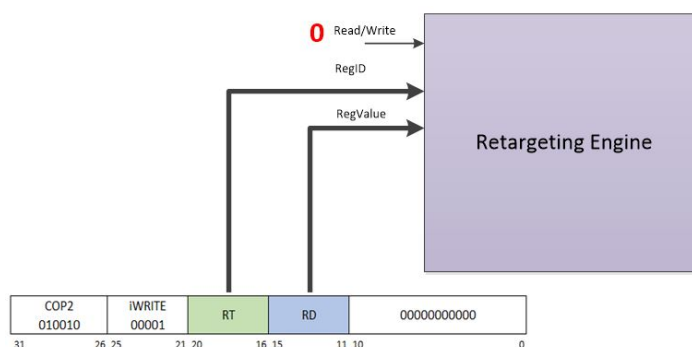 0 Read/Write
RegID
RegValue
Retargeting Engine
COP2 iWRITE RT RD 00000000000
010010 00001
31 26 25 21 20 16 15 11 10 0